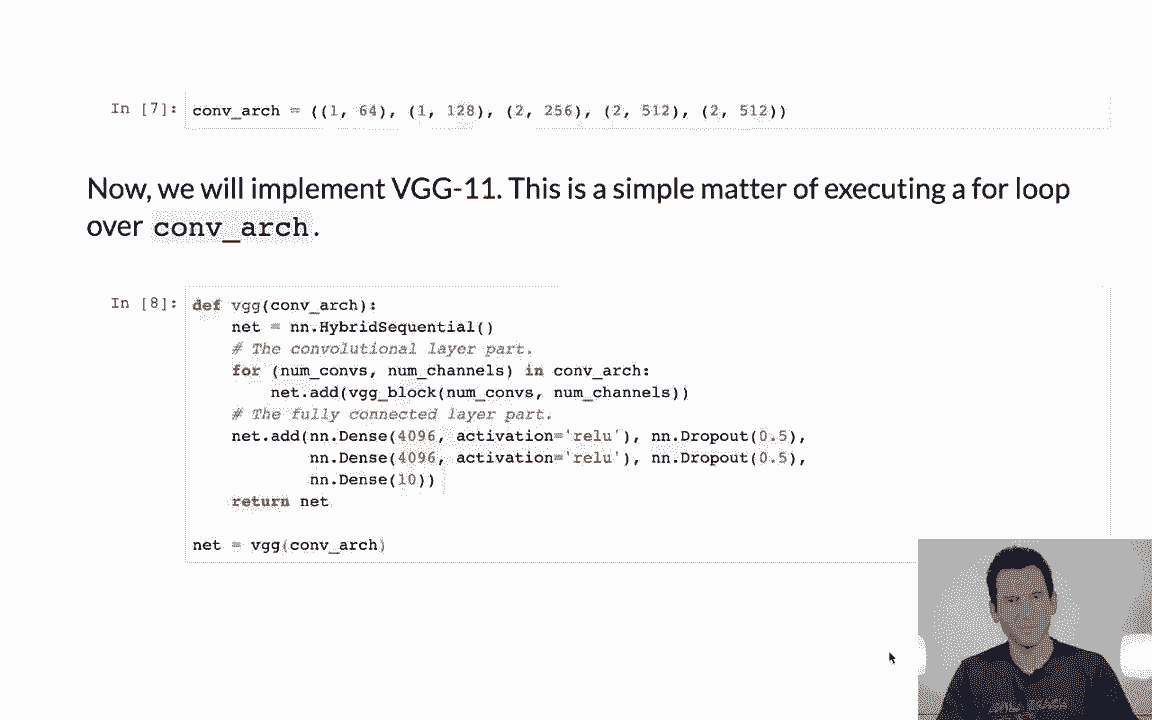 In [7]: conv_arch = ((1, 64), (1, 128), (2, 256), (2, 512), (2, 512))
Now, we will implement VGG-11. This is a simple matter of executing a for loop
over conv_arch.
In [8]: def vgg(conv_arch):
    net = nn.HybridSequential()
    # The convolutional layer part.
    for (num_convs, num_channels) in conv_arch:
        net.add(vgg_block(num_convs, num_channels))
    # The fully connected layer part.
    net.add(nn.Dense(4096, activation='relu'), nn.Dropout(0.5),
            nn.Dense(4096, activation='relu'), nn.Dropout(0.5),
            nn.Dense(10))
    return net
net = vgg(conv_arch)